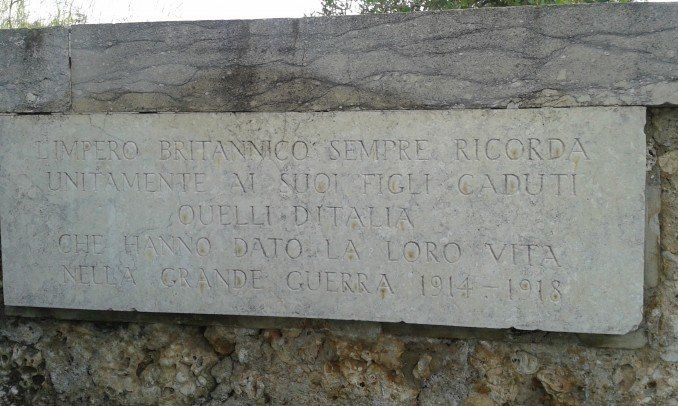 L'IMPERO BRITANNICO SEMPRE RICORDA
UNITAMENTE AI SUOI FIGLI CADUTI
QUELLI D'ITALIA
CHE HANNO DATO LA LORO VITA
NELLA GRANDE GUERRA 1914-1918